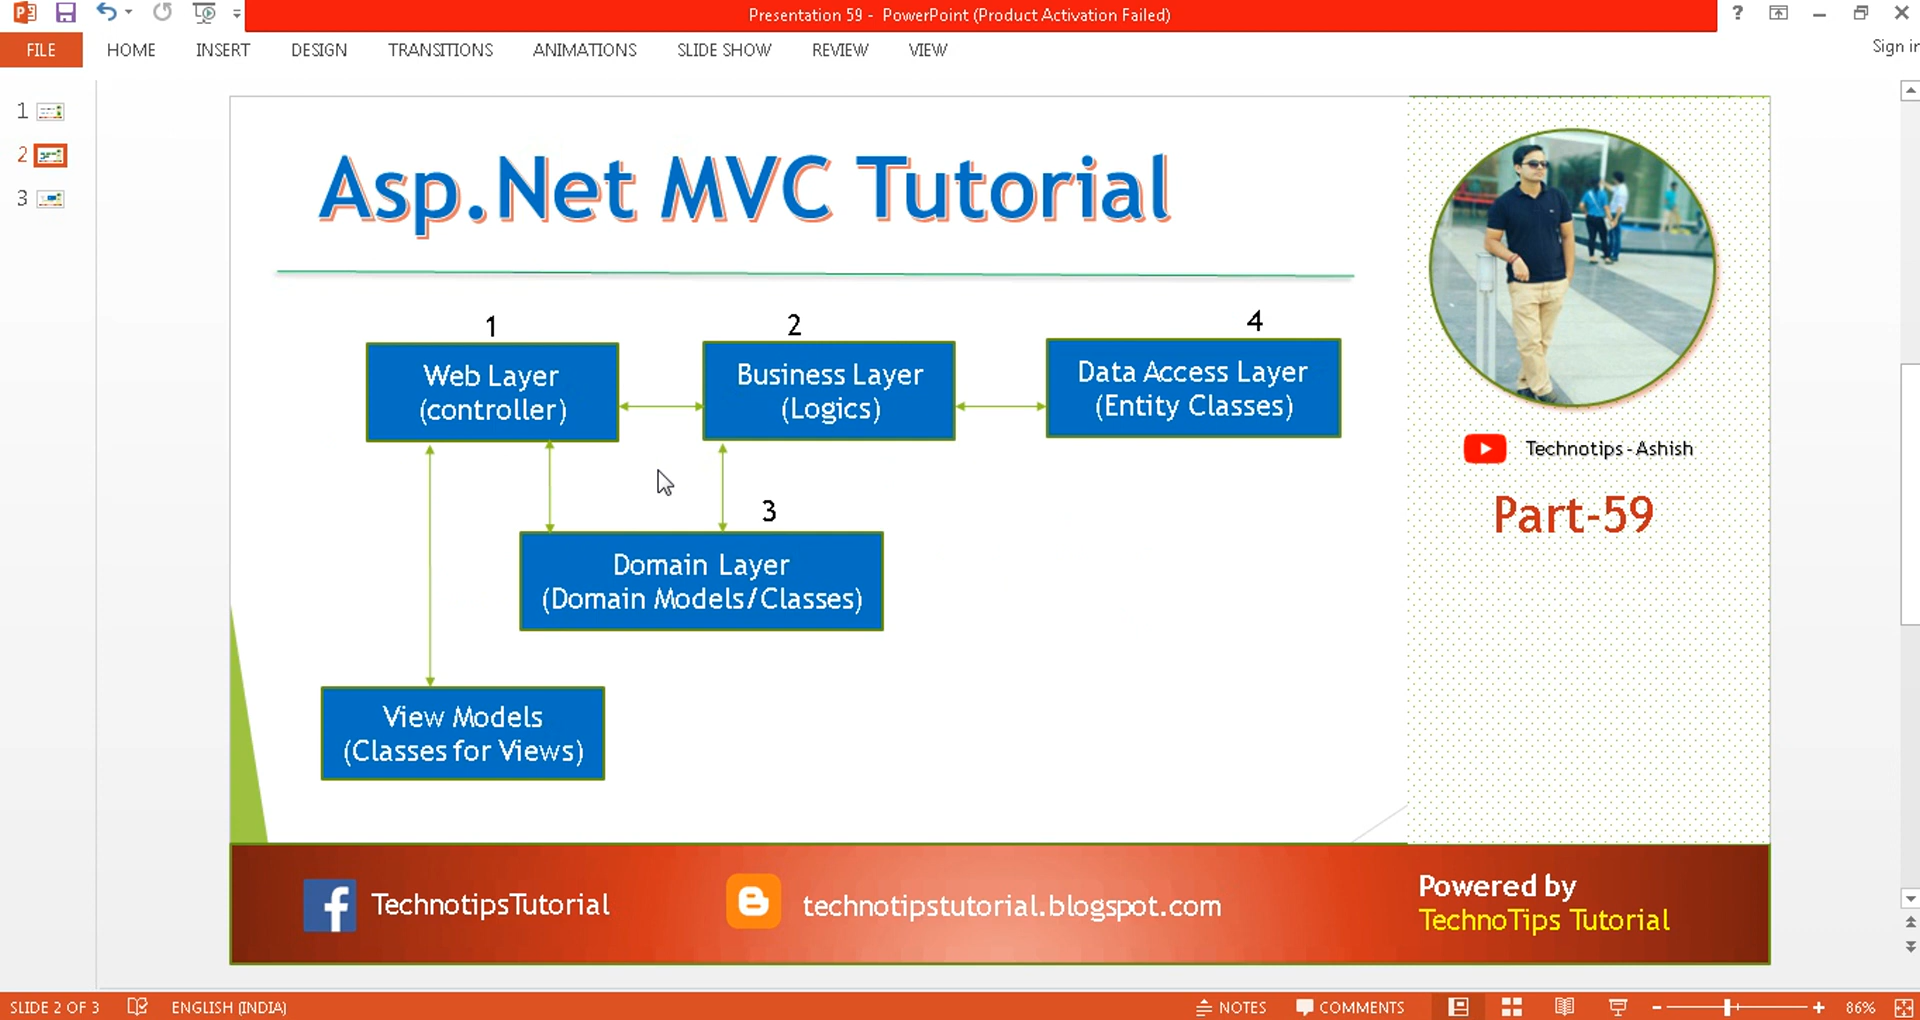 Presentation 59 - PowerPoint (Product Activation Failed)
?
FILE HOME INSERT DESIGN TRANSITIONS ANIMATIONS SLIDE SHOW REVIEW VIEW
Sign in
1
2
3
Asp.Net MVC Tutorial
1
Web Layer
(controller)
2
Business Layer
(Logics)
4
Data Access Layer
(Entity Classes)
3
Domain Layer
(Domain Models/Classes)
View Models
(Classes for Views)
Technotips - Ashish
Part-59
TechnotipsTutorial
technotipstutorial.blogspot.com
Powered by
TechnoTips Tutorial
SLIDE 2 OF 3 ENGLISH (INDIA) NOTES COMMENTS 86%